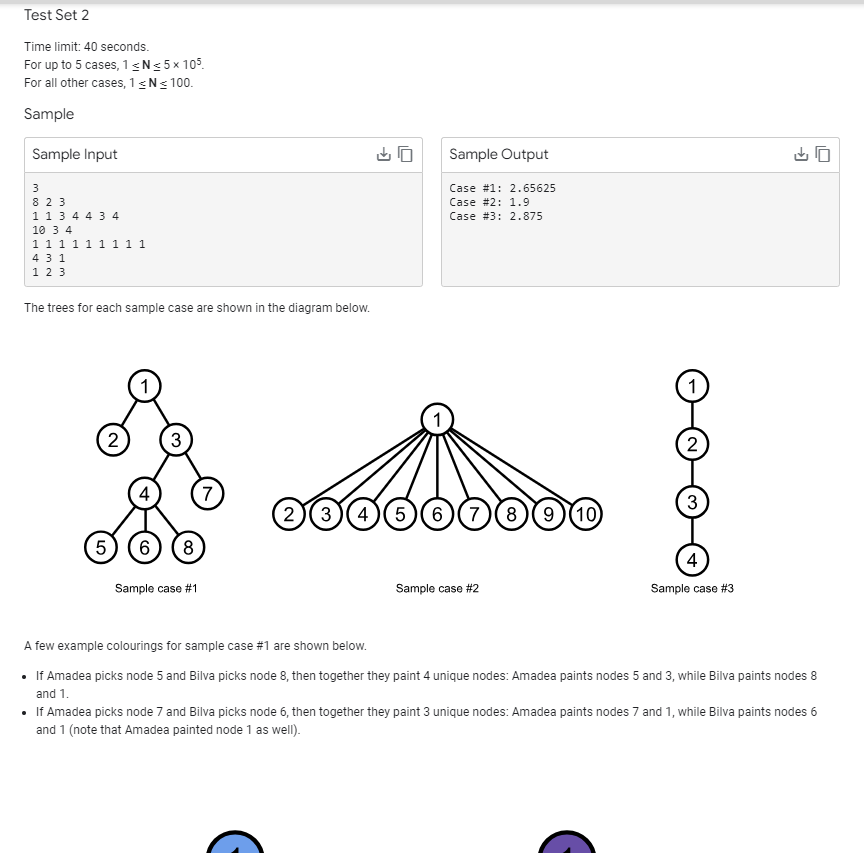 Test Set 2
Time limit: 40 seconds.
For up to 5 cases, 1 ≤ N ≤ 5 × 10⁵.
For all other cases, 1 ≤ N ≤ 100.
Sample
Sample Input
3
8 2 3
1 1 3 4 4 3 4
10 3 4
1 1 1 1 1 1 1 1 1
4 3 1
1 2 3
Sample Output
Case #1: 2.65625
Case #2: 1.9
Case #3: 2.875
The trees for each sample case are shown in the diagram below.
1
2 3
4 7
5 6 8
Sample case #1
1
2 3 4 5 6 7 8 9 10
Sample case #2
1
2
3
4
Sample case #3
A few example colourings for sample case #1 are shown below.
• If Amadea picks node 5 and Bilva picks node 8, then together they paint 4 unique nodes: Amadea paints nodes 5 and 3, while Bilva paints nodes 8
and 1.
• If Amadea picks node 7 and Bilva picks node 6, then together they paint 3 unique nodes: Amadea paints nodes 7 and 1, while Bilva paints nodes 6
and 1 (note that Amadea painted node 1 as well).